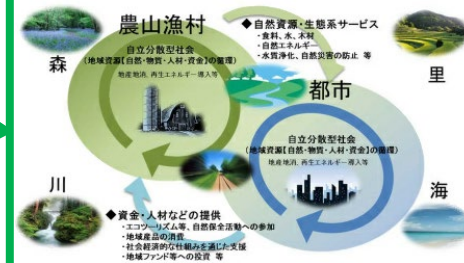 農山漁村
◆自然資源・生態系サービス
・食料、水、木材
・自然エネルギー
・水質浄化、自然災害の防止 等
森
里
自立分散型社会
(地域資源【自然・物質・人材・資金】の循環)
地産地消、再生エネルギー導入等
都市
自立分散型社会
(地域資源【自然・物質・人材・資金】の循環)
地産地消、再生エネルギー導入等
川
海
◆資金・人材などの提供
・エコツーリズム等、自然保全活動への参加
・地域産品の消費
・社会経済的な仕組みを通じた支援
・地域ファンド等への投資 等